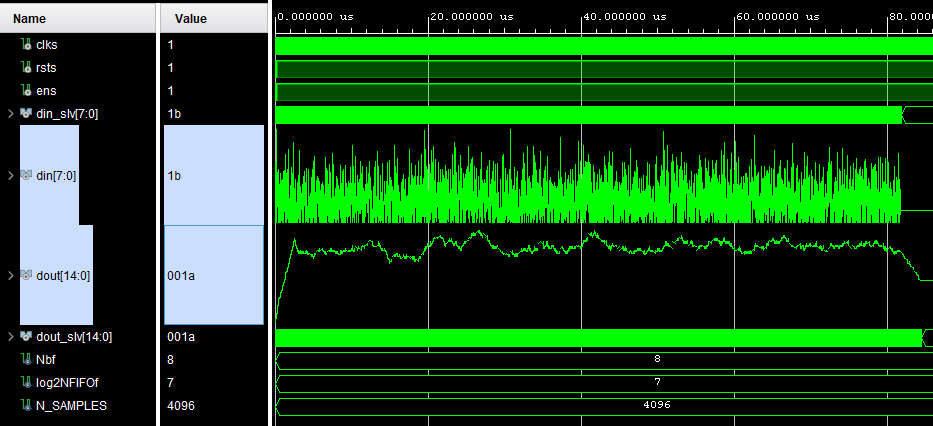 Name Value 0.000000 us 20.000000 us 40.000000 us 60.000000 us 80.0000
clks 1
rsts 1
ens 1
din_slv[7:0] 1b
din[7:0] 1b
dout[14:0] 001a
dout_slv[14:0] 001a
Nbf 8 8
log2NFIFOf 7 7
N_SAMPLES 4096 4096